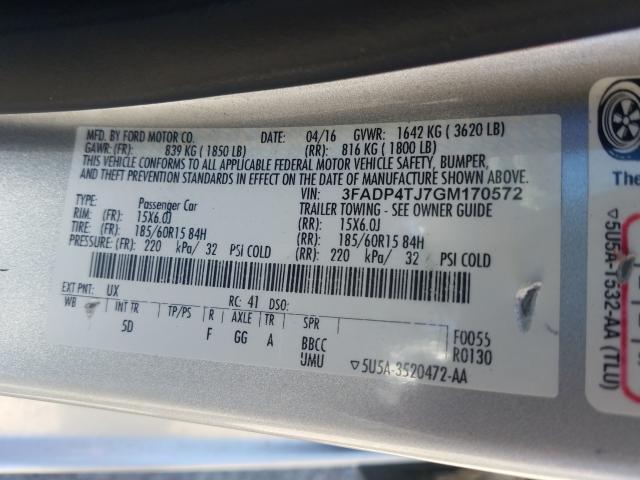 MFD. BY FORD MOTOR CO. DATE: 04/16 GVWR: 1642 KG ( 3620 LB)
GAWR: (FR): 839 KG ( 1850 LB) (RR): 816 KG ( 1800 LB)
THIS VEHICLE CONFORMS TO ALL APPLICABLE FEDERAL MOTOR VEHICLE SAFETY, BUMPER,
AND THEFT PREVENTION STANDARDS IN EFFECT ON THE DATE OF MANUFACTURE SHOWN ABOVE.
VIN: 3FADP4TJ7GM170572
TYPE: Passenger Car TRAILER TOWING - SEE OWNER GUIDE
RIM: (FR): 15X6.0J (RR): 15X6.0J
TIRE: (FR): 185/60R15 84H (RR): 185/60R15 84H
PRESSURE: (FR): 220 kPa/ 32 PSI COLD (RR): 220 kPa/ 32 PSI COLD
EXT PNT: UX RC: 41 DSO:
WB INT TR TP/PS R AXLE TR SPR
5D F GG A BBCC F0055
UMU R0130
▽5U5A-3520472-AA
The
▽5U5A-1532-AA (TLU)